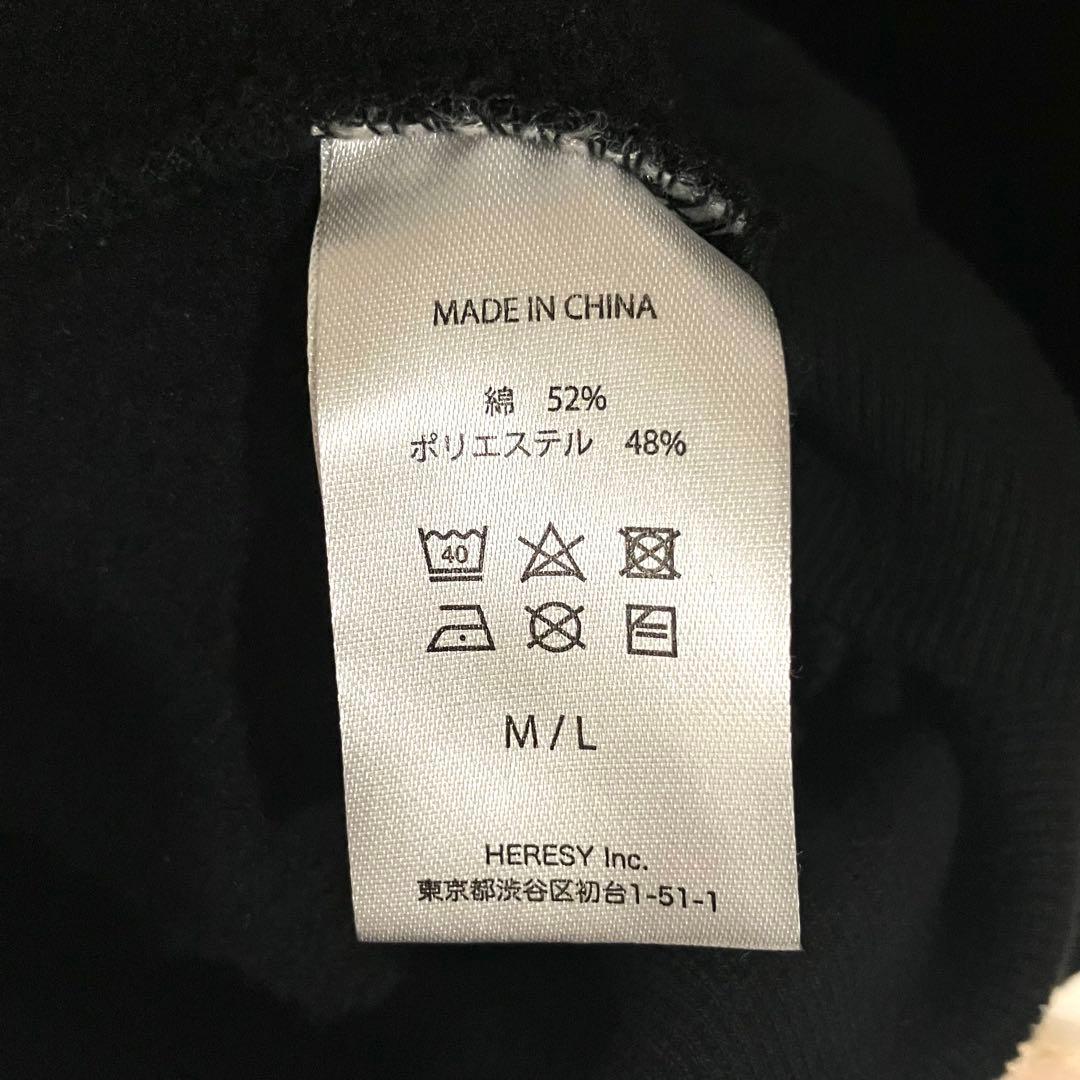 MADE IN CHINA
綿 52%
ポリエステル 48%
40
M / L
HERESY Inc.
東京都渋谷区初台1-51-1